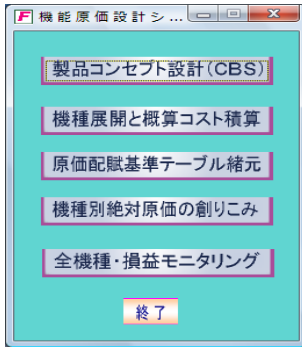 F 機能原価設計シ...
製品コンセプト設計(CBS)
機種展開と概算コスト積算
原価配賦基準テーブル緒元
機種別絶対原価の創りこみ
全機種・損益モニタリング
終了